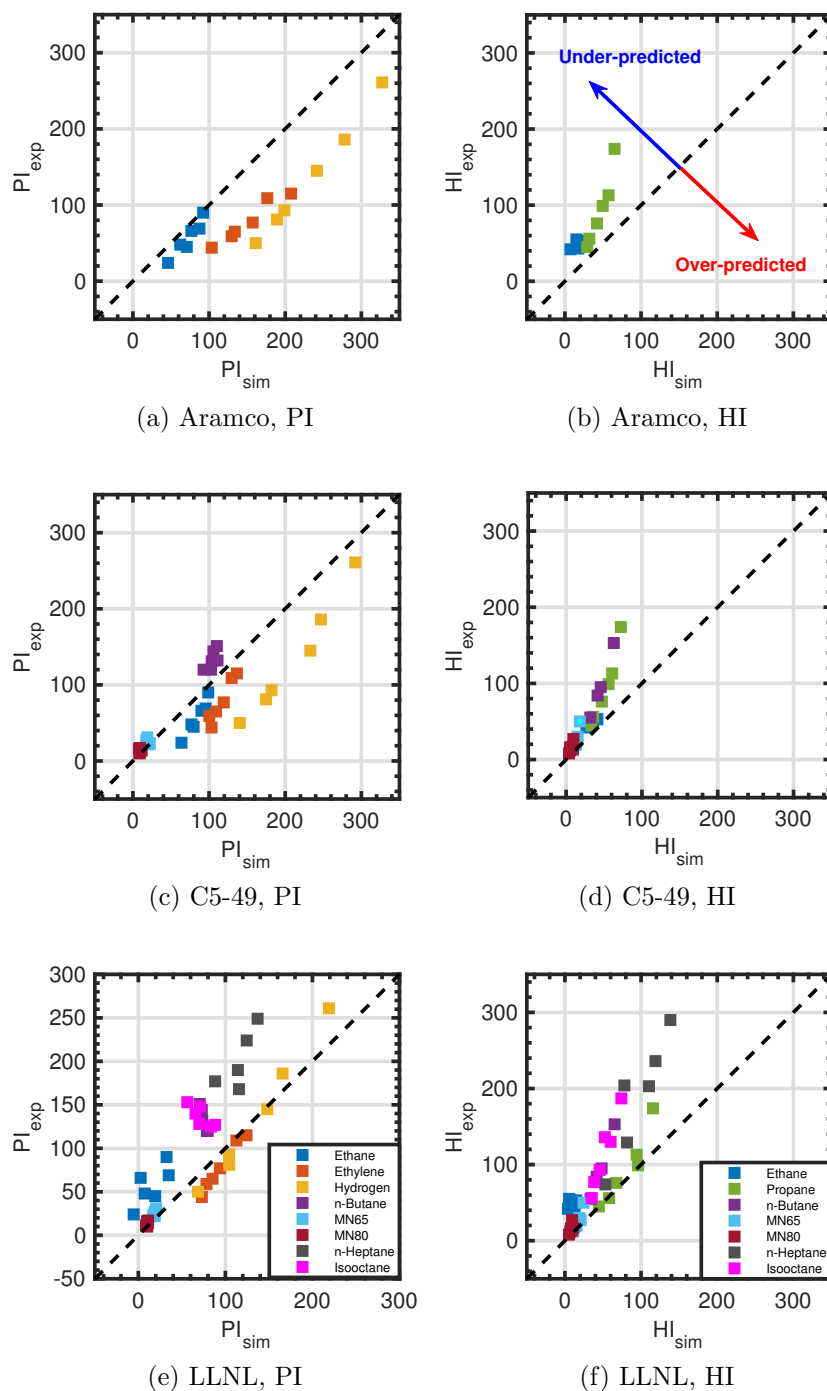 300
200
100
0
PI_exp
0 100 200 300
PI_sim
(a) Aramco, PI
300
200
100
0
HI_exp
Under-predicted
Over-predicted
0 100 200 300
HI_sim
(b) Aramco, HI
300
200
100
0
PI_exp
0 100 200 300
PI_sim
(c) C5-49, PI
300
200
100
0
HI_exp
0 100 200 300
HI_sim
(d) C5-49, HI
300
250
200
150
100
50
0
-50
PI_exp
Ethane
Ethylene
Hydrogen
n-Butane
MN65
MN80
n-Heptane
Isooctane
0 100 200 300
PI_sim
(e) LLNL, PI
300
200
100
0
HI_exp
Ethane
Propane
n-Butane
MN65
MN80
n-Heptane
Isooctane
0 100 200 300
HI_sim
(f) LLNL, HI